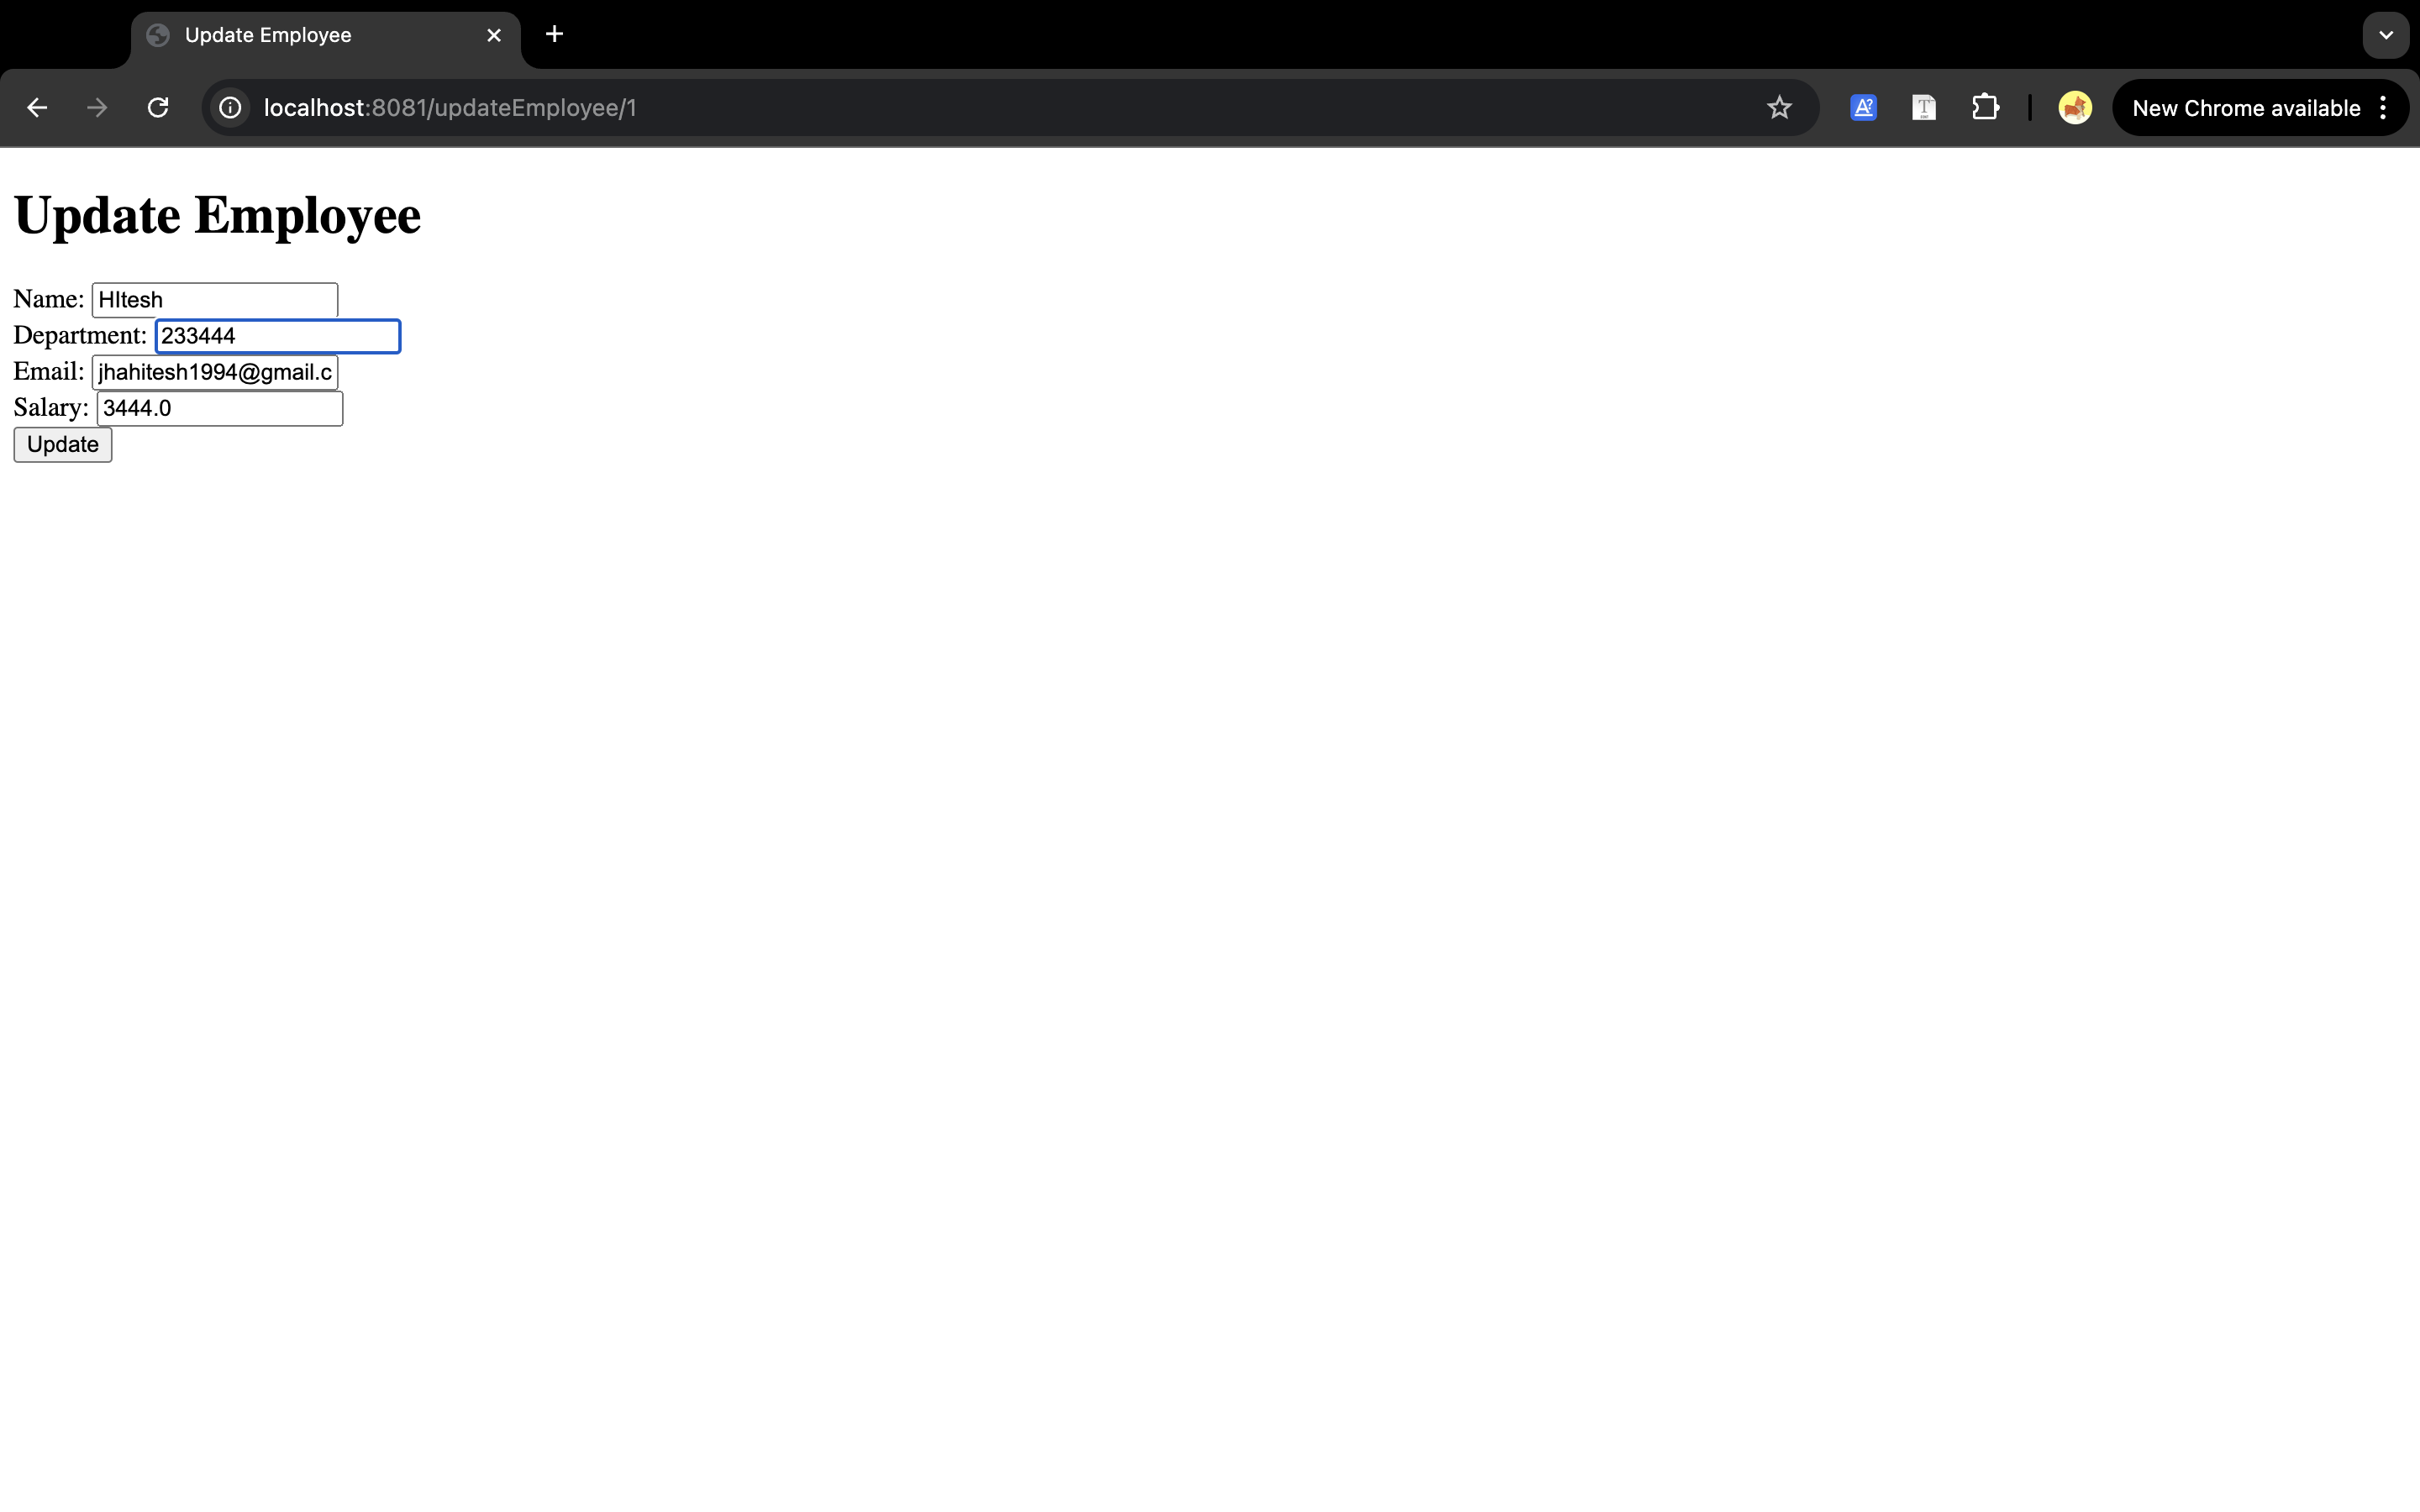 Update Employee
localhost:8081/updateEmployee/1
New Chrome available
Update Employee
Name: HItesh
Department: 233444
Email: jhahitesh1994@gmail.c
Salary: 3444.0
Update